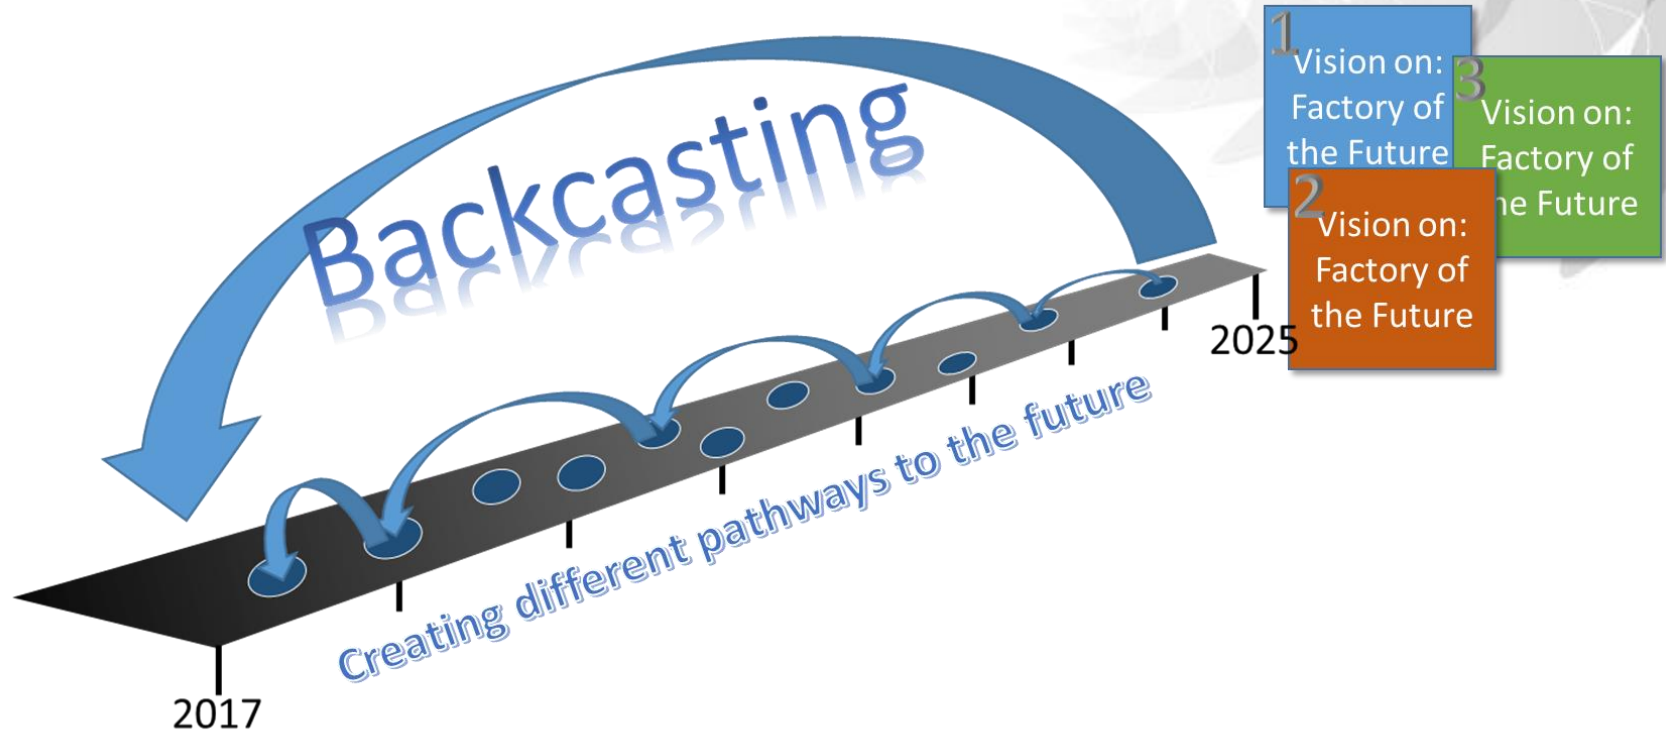 Backcasting
1
Vision on:
Factory of
the Future
3
Vision on:
Factory of
he Future
2
Vision on:
Factory of
the Future
2025
Creating different pathways to the future
2017